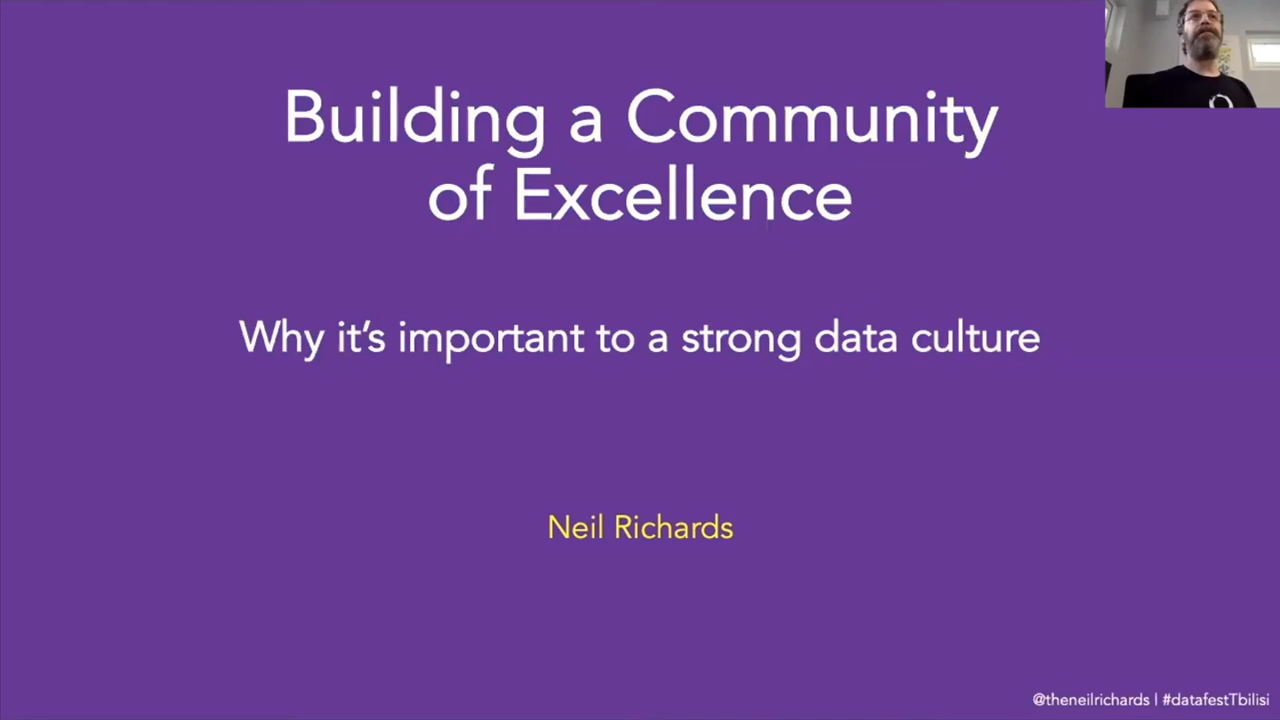 Building a Community
of Excellence
Why it's important to a strong data culture
Neil Richards
@theneilrichards | #datafestTbilisi